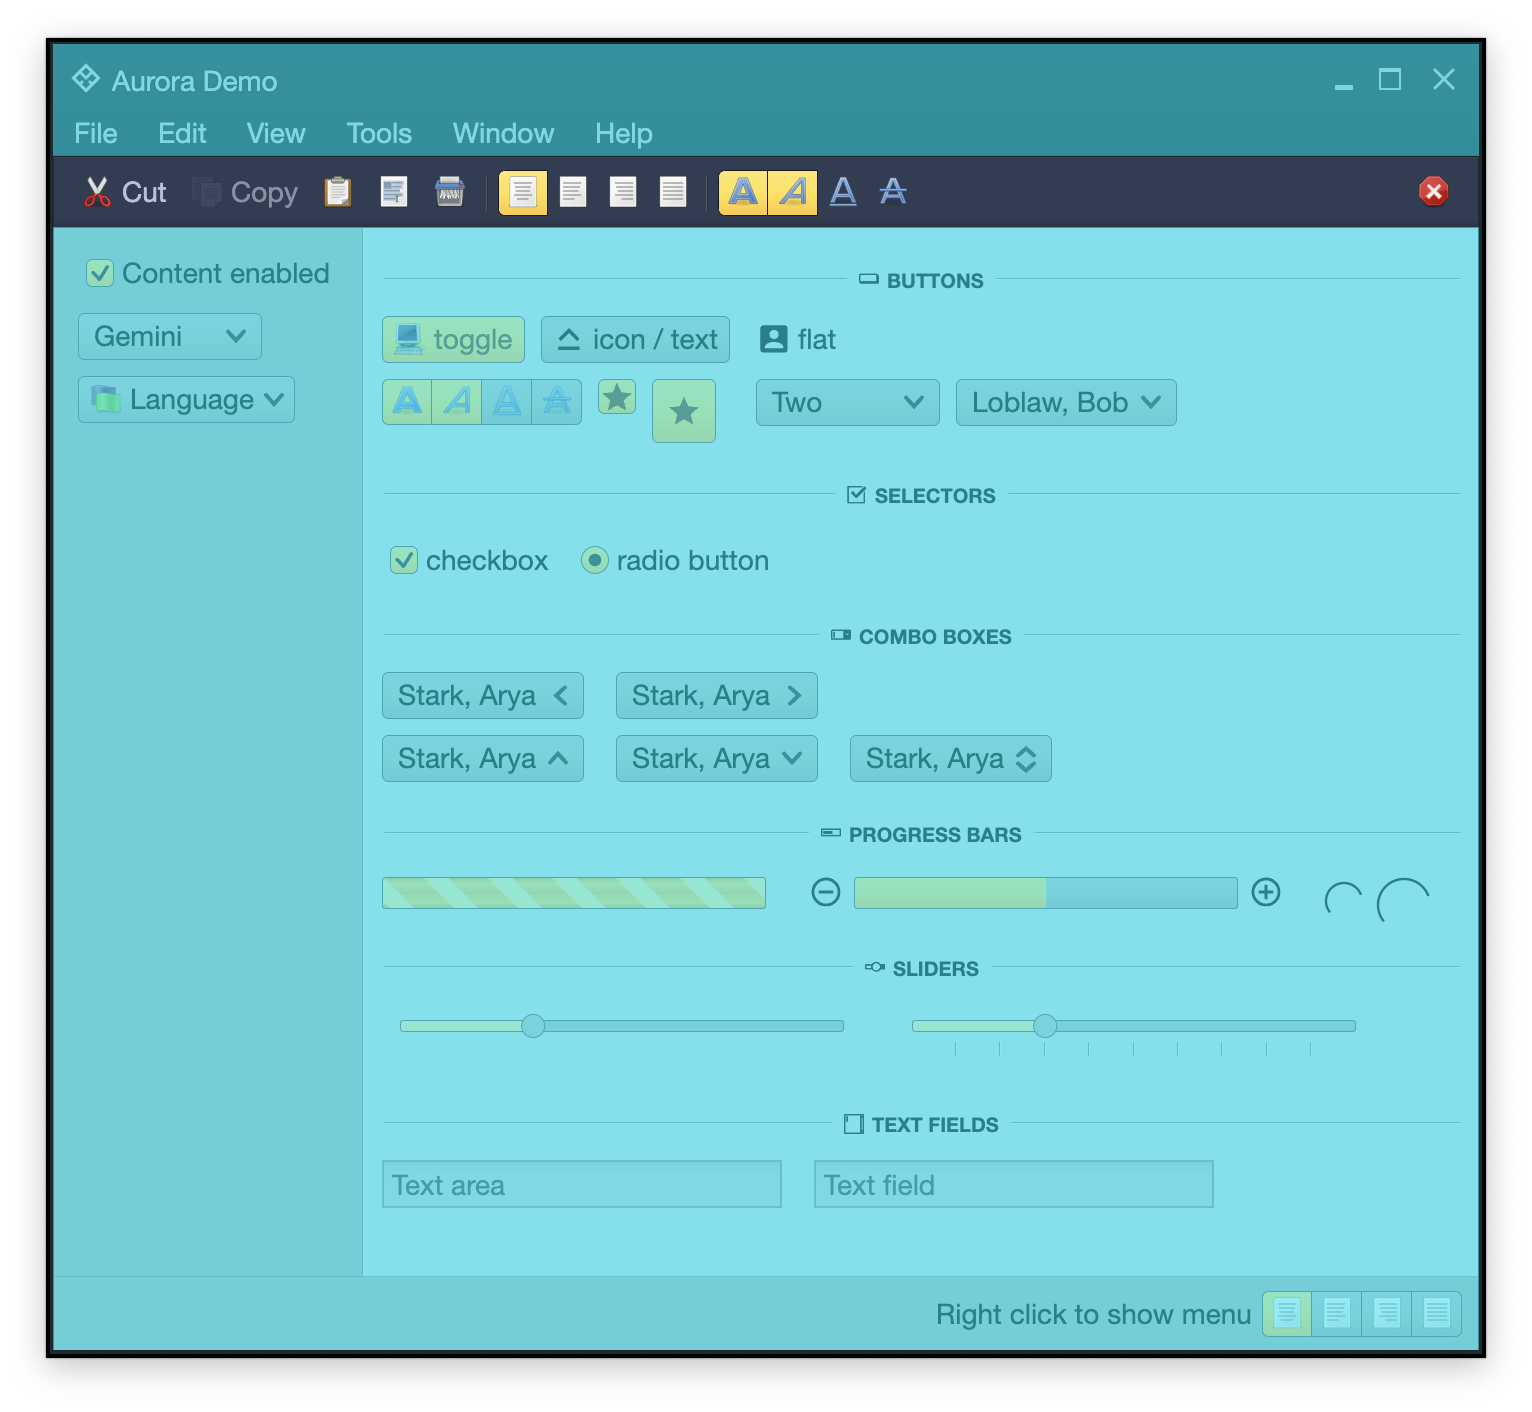 Aurora Demo
File Edit View Tools Window Help
Cut Copy
Content enabled
Gemini
Language
BUTTONS
toggle icon / text flat
A A A A Two Loblaw, Bob
SELECTORS
checkbox radio button
COMBO BOXES
Stark, Arya Stark, Arya
Stark, Arya Stark, Arya Stark, Arya
PROGRESS BARS
SLIDERS
TEXT FIELDS
Text area Text field
Right click to show menu